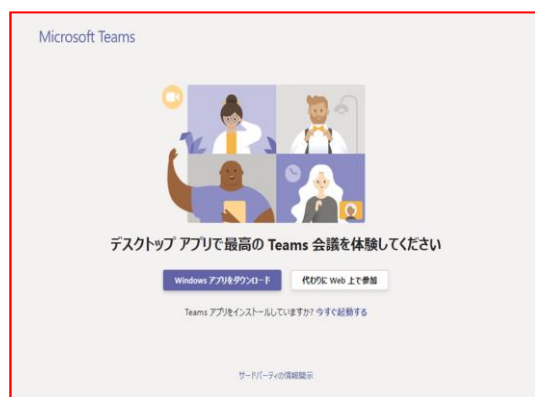 Microsoft Teams
デスクトップ アプリで最高の Teams 会議を体験してください
Windows アプリをダウンロード
代わりに Web 上で参加
Teams アプリをインストールしていますか? 今すぐ起動する
サードパーティの情報開示